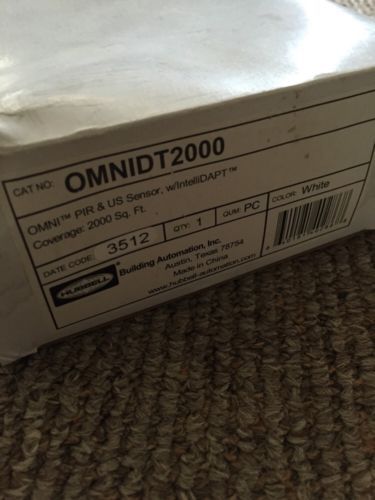 CAT NO: OMNIDT2000
OMNI™ PIR & US Sensor, w/IntelliDAPT™
Coverage: 2000 Sq. Ft.
DATE CODE: 3512 QTY: 1 QUM: PC COLOR: White
HUBBELL
Building Automation, Inc.
Austin, Texas 78754
Made in China
www.hubbell-automation.com